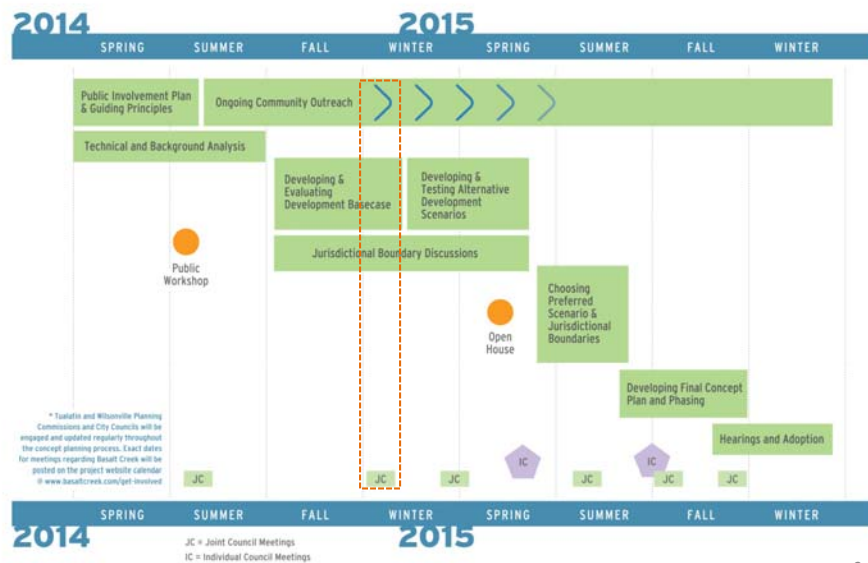 2014
2015
SPRING
SUMMER
FALL
WINTER
SPRING
SUMMER
FALL
WINTER
Public Involvement Plan
& Guiding Principles
Ongoing Community Outreach
Technical and Background Analysis
Developing &
Evaluating
Development Basecase
Developing &
Testing Alternative
Development
Scenarios
Jurisdictional Boundary Discussions
Public
Workshop
Choosing
Preferred
Scenario &
Jurisdictional
Boundaries
Open
House
Developing Final Concept
Plan and Phasing
Hearings and Adoption
* Tualatin and Wilsonville Planning
Commissions and City Councils will be
engaged and updated regularly throughout
the concept planning process. Exact dates
for meetings regarding Basalt Creek will be
posted on the project website calendar
@ www.basaltcreek.com/get-involved
IC
IC
JC
JC
JC
JC
JC
JC
SPRING
SUMMER
FALL
WINTER
SPRING
SUMMER
FALL
WINTER
2014
2015
JC = Joint Council Meetings
IC = Individual Council Meetings